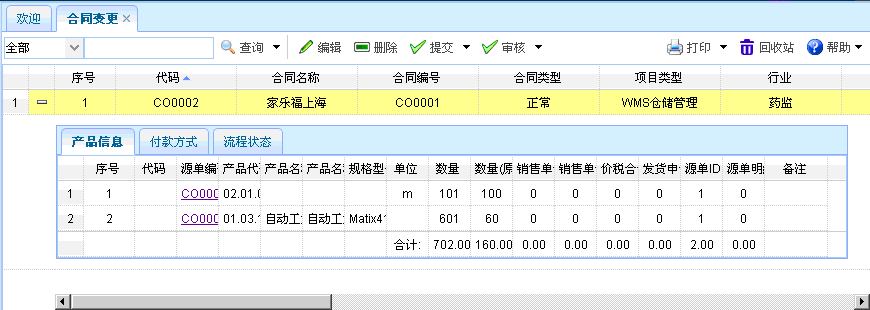 欢迎 合同变更
全部 查询 编辑 删除 提交 审核 打印 回收站 帮助
序号 代码 合同名称 合同编号 合同类型 项目类型 行业
1 1 CO0002 家乐福上海 CO0001 正常 WMS仓储管理 药监
产品信息 付款方式 流程状态
序号 代码 源单编 产品代 产品名 产品名 规格型 单位 数量 数量(原 销售单 销售单 价税合 发货申 源单ID 源单明 备注
1 1 CO00 02.01.0 m 101 100 0 0 0 0 1 0
2 2 CO00 01.03.1 自动工 自动工 Matix41 601 60 0 0 0 0 1 0
合计: 702.00 160.00 0.00 0.00 0.00 0.00 2.00 0.00